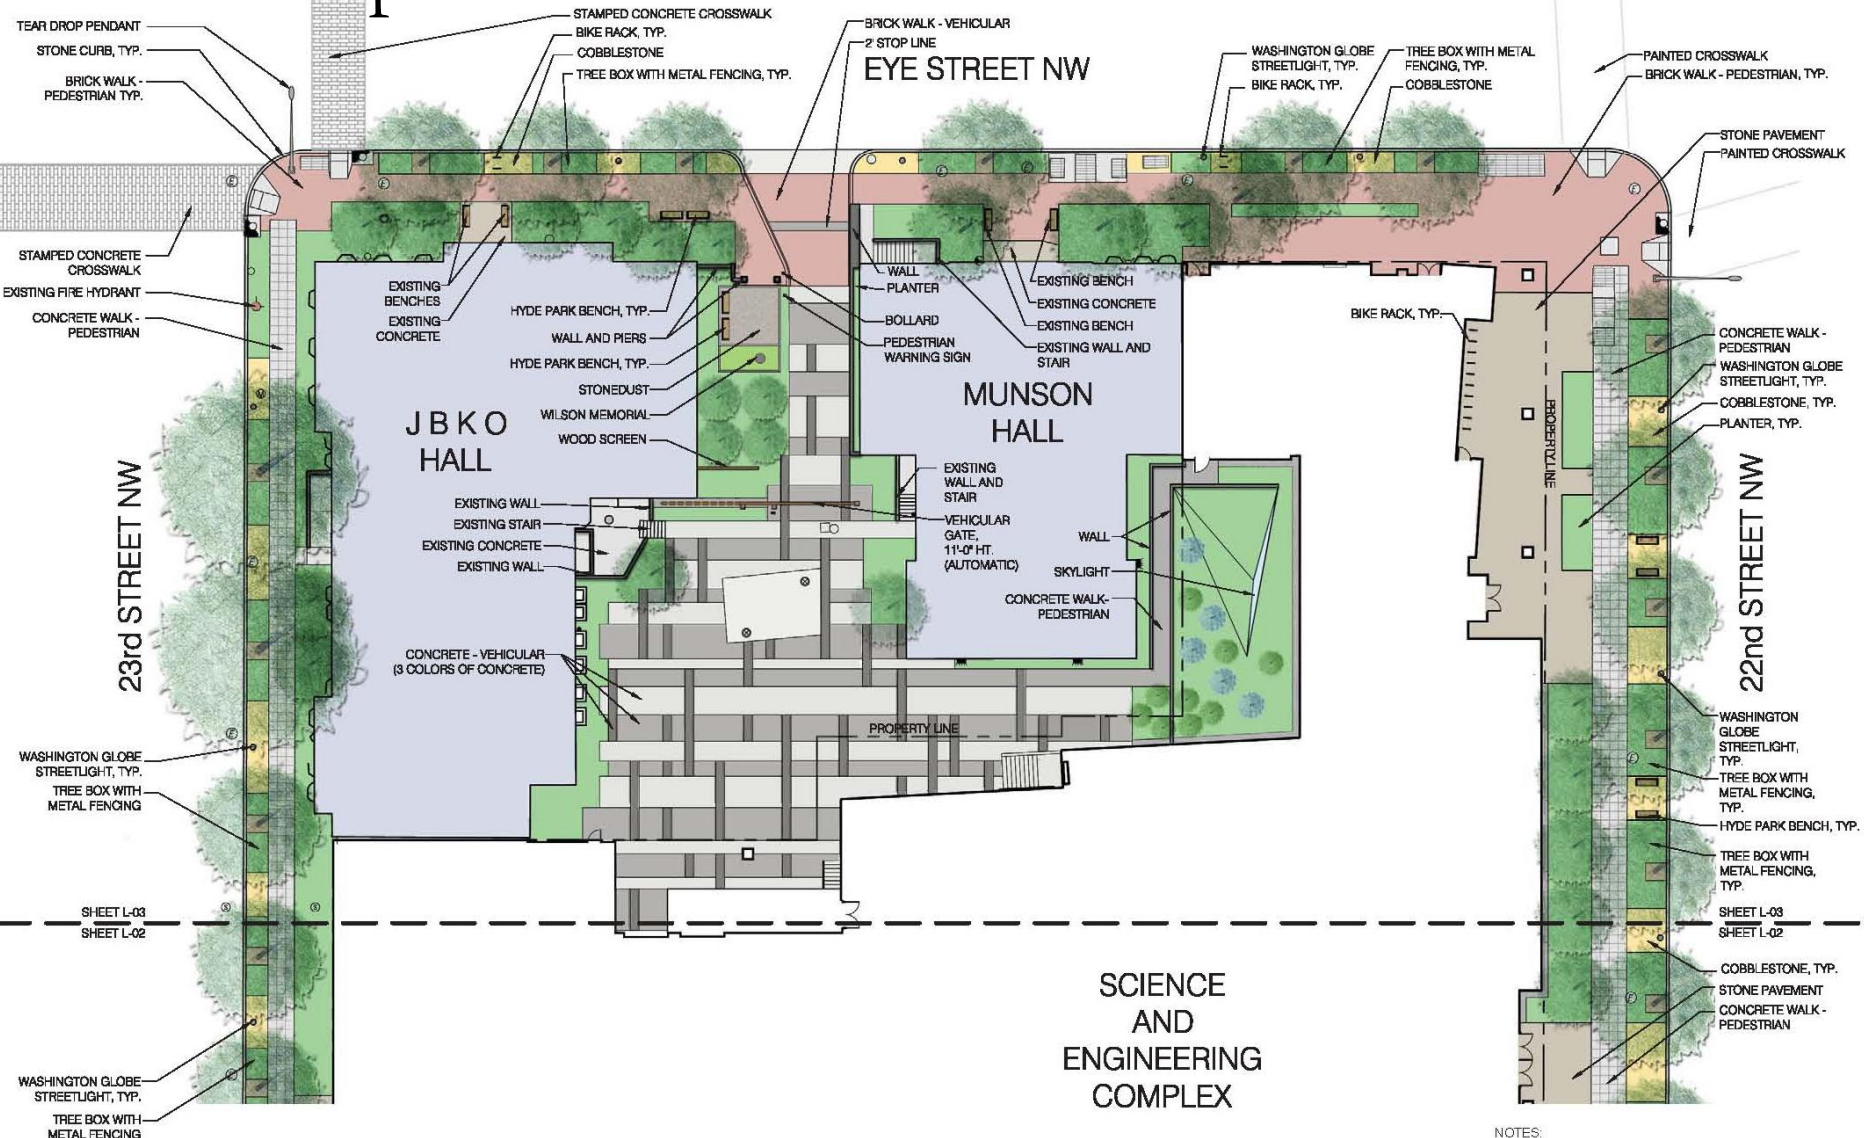 TEAR DROP PENDANT
STONE CURB, TYP.
BRICK WALK -
PEDESTRIAN TYP.
STAMPED CONCRETE CROSSWALK
BIKE RACK, TYP.
COBBLESTONE
TREE BOX WITH METAL FENCING, TYP.
BRICK WALK - VEHICULAR
2' STOP LINE
EYE STREET NW
WASHINGTON GLOBE
STREETLIGHT, TYP.
BIKE RACK, TYP.
TREE BOX WITH METAL
FENCING, TYP.
COBBLESTONE
PAINTED CROSSWALK
BRICK WALK - PEDESTRIAN, TYP.
STONE PAVEMENT
PAINTED CROSSWALK
STAMPED CONCRETE
CROSSWALK
EXISTING FIRE HYDRANT
CONCRETE WALK -
PEDESTRIAN
EXISTING
BENCHES
EXISTING
CONCRETE
HYDE PARK BENCH, TYP.
WALL AND PIERS
HYDE PARK BENCH, TYP.
STONEDUST
WILSON MEMORIAL
WOOD SCREEN
WALL
PLANTER
BOLLARD
PEDESTRIAN
WARNING SIGN
EXISTING BENCH
EXISTING CONCRETE
EXISTING BENCH
EXISTING WALL AND
STAIR
BIKE RACK, TYP.
PROPERTY LINE
CONCRETE WALK -
PEDESTRIAN
WASHINGTON GLOBE
STREETLIGHT, TYP.
COBBLESTONE, TYP.
PLANTER, TYP.
JBKO
HALL
MUNSON
HALL
23rd STREET NW
22nd STREET NW
EXISTING WALL
EXISTING STAIR
EXISTING CONCRETE
EXISTING WALL
EXISTING
WALL AND
STAIR
VEHICULAR
GATE,
11'-0" HT.
(AUTOMATIC)
WALL
SKYLIGHT
CONCRETE WALK-
PEDESTRIAN
CONCRETE - VEHICULAR
(3 COLORS OF CONCRETE)
PROPERTY LINE
WASHINGTON GLOBE
STREETLIGHT, TYP.
TREE BOX WITH
METAL FENCING
WASHINGTON
GLOBE
STREETLIGHT,
TYP.
TREE BOX WITH
METAL FENCING,
TYP.
HYDE PARK BENCH, TYP.
TREE BOX WITH
METAL FENCING,
TYP.
SHEET L-03
SHEET L-02
SHEET L-03
SHEET L-02
COBBLESTONE, TYP.
STONE PAVEMENT
CONCRETE WALK -
PEDESTRIAN
SCIENCE
AND
ENGINEERING
COMPLEX
WASHINGTON GLOBE
STREETLIGHT, TYP.
TREE BOX WITH
METAL FENCING
NOTES: